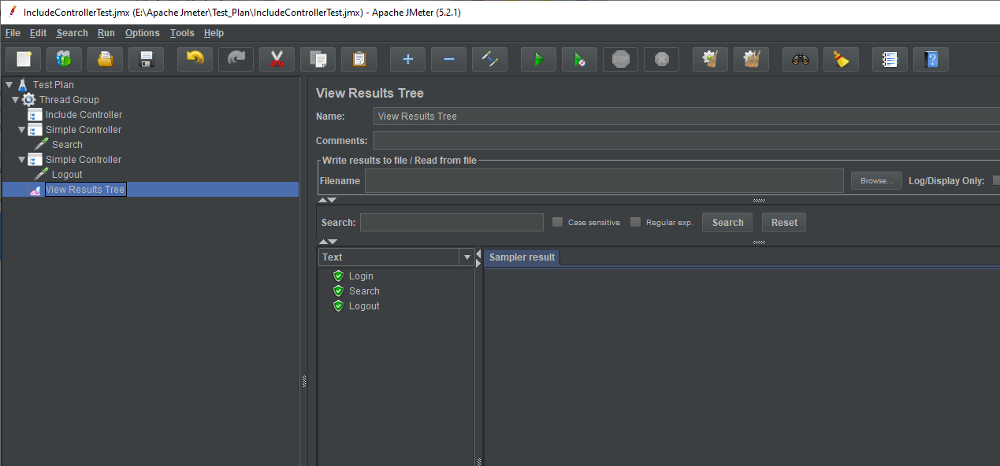 IncludeControllerTest.jmx (E:\Apache Jmeter\Test_Plan\IncludeControllerTest.jmx) - Apache JMeter (5.2.1)
File Edit Search Run Options Tools Help
STOP
Test Plan
Thread Group
Include Controller
Simple Controller
Search
Simple Controller
Logout
View Results Tree
View Results Tree
Name: View Results Tree
Comments:
Write results to file / Read from file
Filename Browse... Log/Display Only:
Search: Case sensitive Regular exp. Search Reset
Text Sampler result
Login
Search
Logout